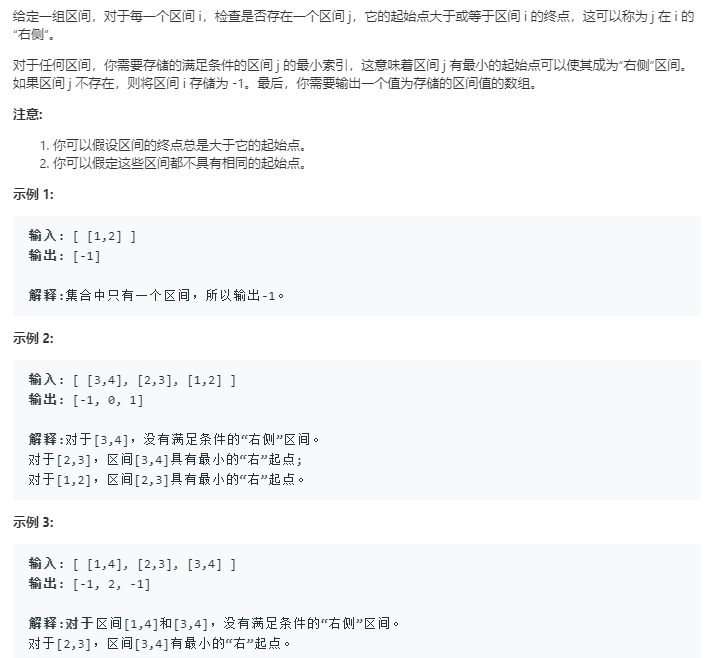 给定一组区间，对于每一个区间 i，检查是否存在一个区间 j，它的起始点大于或等于区间 i 的终点，这可以称为 j 在 i 的
“右侧”。
对于任何区间，你需要存储的满足条件的区间 j 的最小索引，这意味着区间 j 有最小的起始点可以使其成为“右侧”区间。
如果区间 j 不存在，则将区间 i 存储为 -1。最后，你需要输出一个值为存储的区间值的数组。
注意:
1. 你可以假设区间的终点总是大于它的起始点。
2. 你可以假定这些区间都不具有相同的起始点。
示例 1:
输入: [ [1,2] ]
输出: [-1]
解释:集合中只有一个区间，所以输出-1。
示例 2:
输入: [ [3,4], [2,3], [1,2] ]
输出: [-1, 0, 1]
解释:对于[3,4]，没有满足条件的“右侧”区间。
对于[2,3]，区间[3,4]具有最小的“右”起点;
对于[1,2]，区间[2,3]具有最小的“右”起点。
示例 3:
输入: [ [1,4], [2,3], [3,4] ]
输出: [-1, 2, -1]
解释:对于区间[1,4]和[3,4]，没有满足条件的“右侧”区间。
对于[2,3]，区间[3,4]有最小的“右”起点。